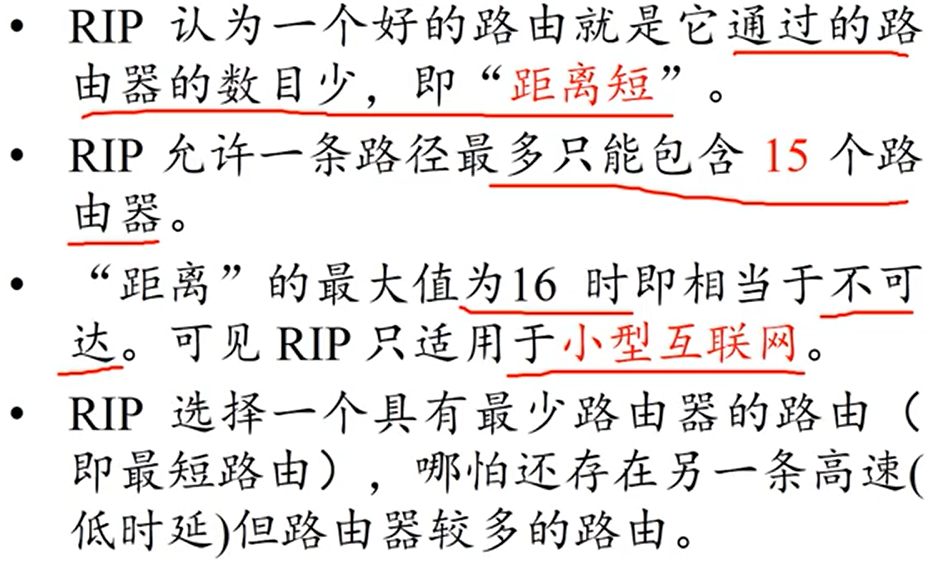 • RIP 认为一个好的路由就是它通过的路
由器的数目少，即“距离短”。
• RIP 允许一条路径最多只能包含 15 个路
由器。
• “距离”的最大值为16 时即相当于不可
达。可见 RIP 只适用于小型互联网。
• RIP 选择一个具有最少路由器的路由（
即最短路由），哪怕还存在另一条高速(
低时延)但路由器较多的路由。